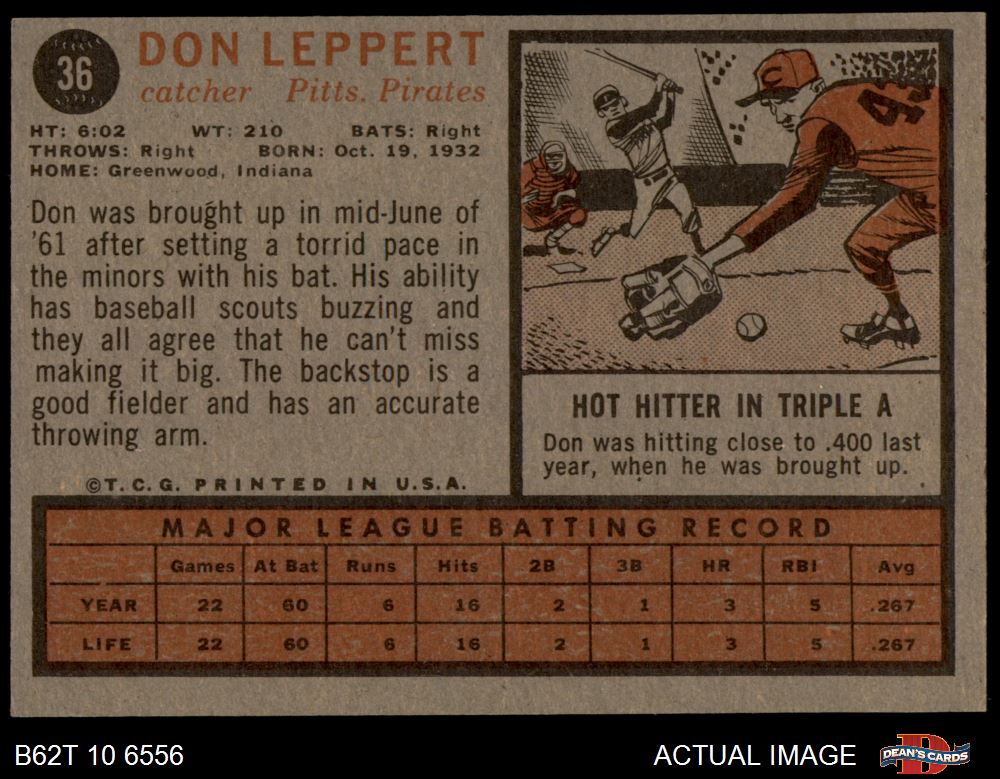 36
DON LEPPERT
catcher Pitts. Pirates
HT: 6:02 WT: 210 BATS: Right
THROWS: Right BORN: Oct. 19, 1932
HOME: Greenwood, Indiana
Don was brought up in mid-June of
'61 after setting a torrid pace in
the minors with his bat. His ability
has baseball scouts buzzing and
they all agree that he can't miss
making it big. The backstop is a
good fielder and has an accurate
throwing arm.
©T.C.G. PRINTED IN U.S.A.
C
HOT HITTER IN TRIPLE A
Don was hitting close to .400 last
year, when he was brought up.
MAJOR LEAGUE BATTING RECORD
Games At Bat Runs Hits 2B 3B HR RBI Avg
YEAR 22 60 6 16 2 1 3 5 .267
LIFE 22 60 6 16 2 1 3 5 .267
B62T 10 6556 ACTUAL IMAGE
D DEAN'S CARDS